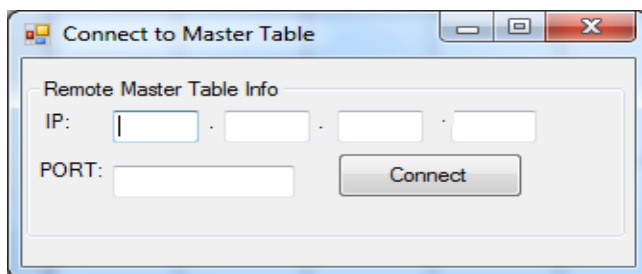 Connect to Master Table
Remote Master Table Info
IP: . . .
PORT: Connect